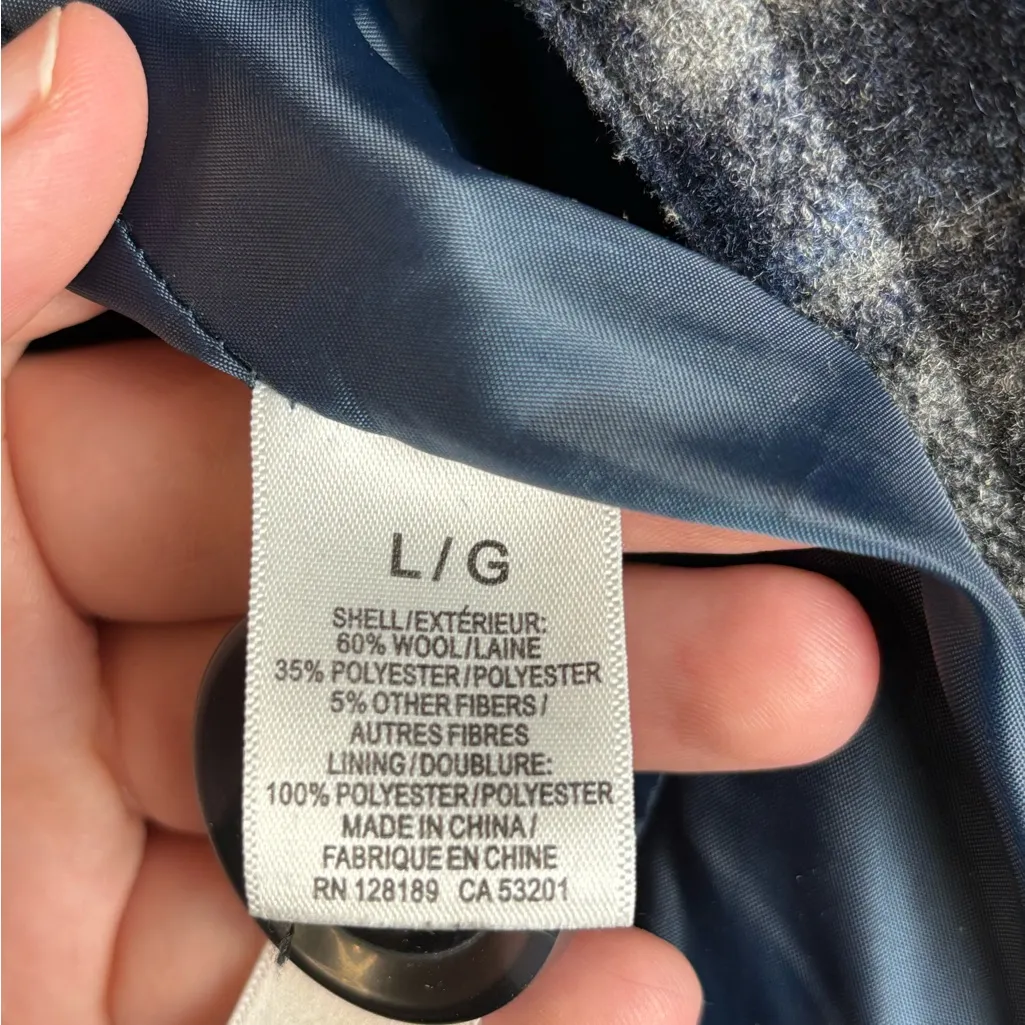 L/G
SHELL/EXTÉRIEUR:
60% WOOL/LAINE
35% POLYESTER/POLYESTER
5% OTHER FIBERS/
AUTRES FIBRES
LINING/DOUBLURE:
100% POLYESTER/POLYESTER
MADE IN CHINA/
FABRIQUE EN CHINE
RN 128189 CA 53201